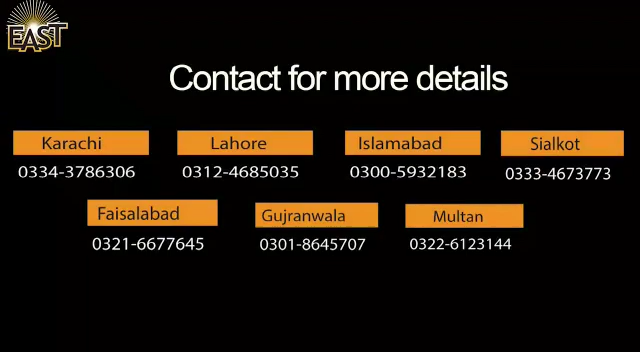 EAST
Contact for more details
Karachi Lahore Islamabad Sialkot
0334-3786306 0312-4685035 0300-5932183 0333-4673773
Faisalabad Gujranwala Multan
0321-6677645 0301-8645707 0322-6123144